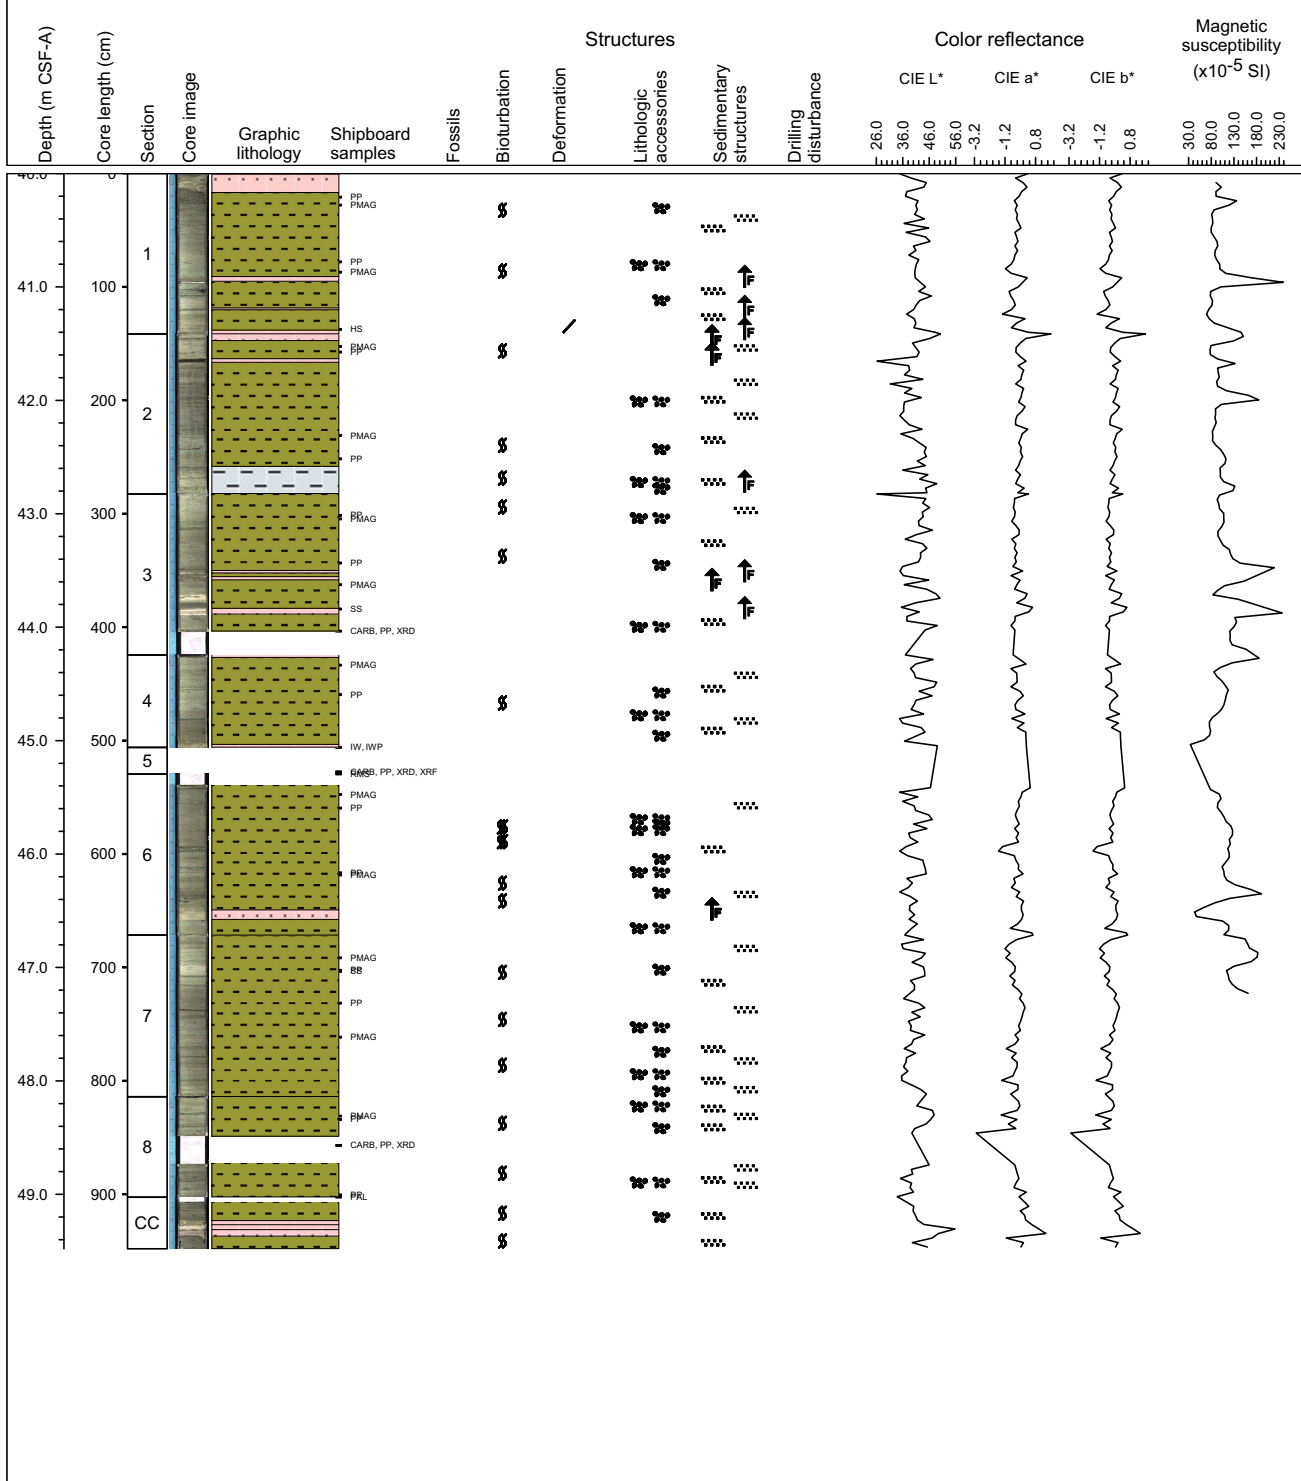 Structures
Color reflectance
Magnetic
susceptibility
(x10-5 SI)
CIE L*
CIE a*
CIE b*
Depth (m CSF-A)
Core length (cm)
Section
Core image
Graphic
lithology
Shipboard
samples
Fossils
Bioturbation
Deformation
Lithologic
accessories
Sedimentary
structures
Drilling
disturbance
26.0 36.0 46.0 56.0
-3.2 -1.2 0.8
-3.2 -1.2 0.8
30.0 80.0 130.0 180.0 230.0
40.0 0
PP
PMAG
1
PP
PMAG
41.0 100
F
F
HS
F
F
PMAG
PP
F
42.0 200
2
PMAG
PP
F
43.0 300
PP
PMAG
PP
3
F
F
PMAG
F
SS
44.0 400
CARB, PP, XRD
PMAG
4
PP
45.0 500
IW, IWP
5
CARB, PP, XRD, XRF
PMAG
PP
46.0 600
6
PP
PMAG
F
PMAG
47.0 700
PP
SS
PP
7
PMAG
48.0 800
PMAG
PP
8
CARB, PP, XRD
49.0 900
PP
PAL
CC